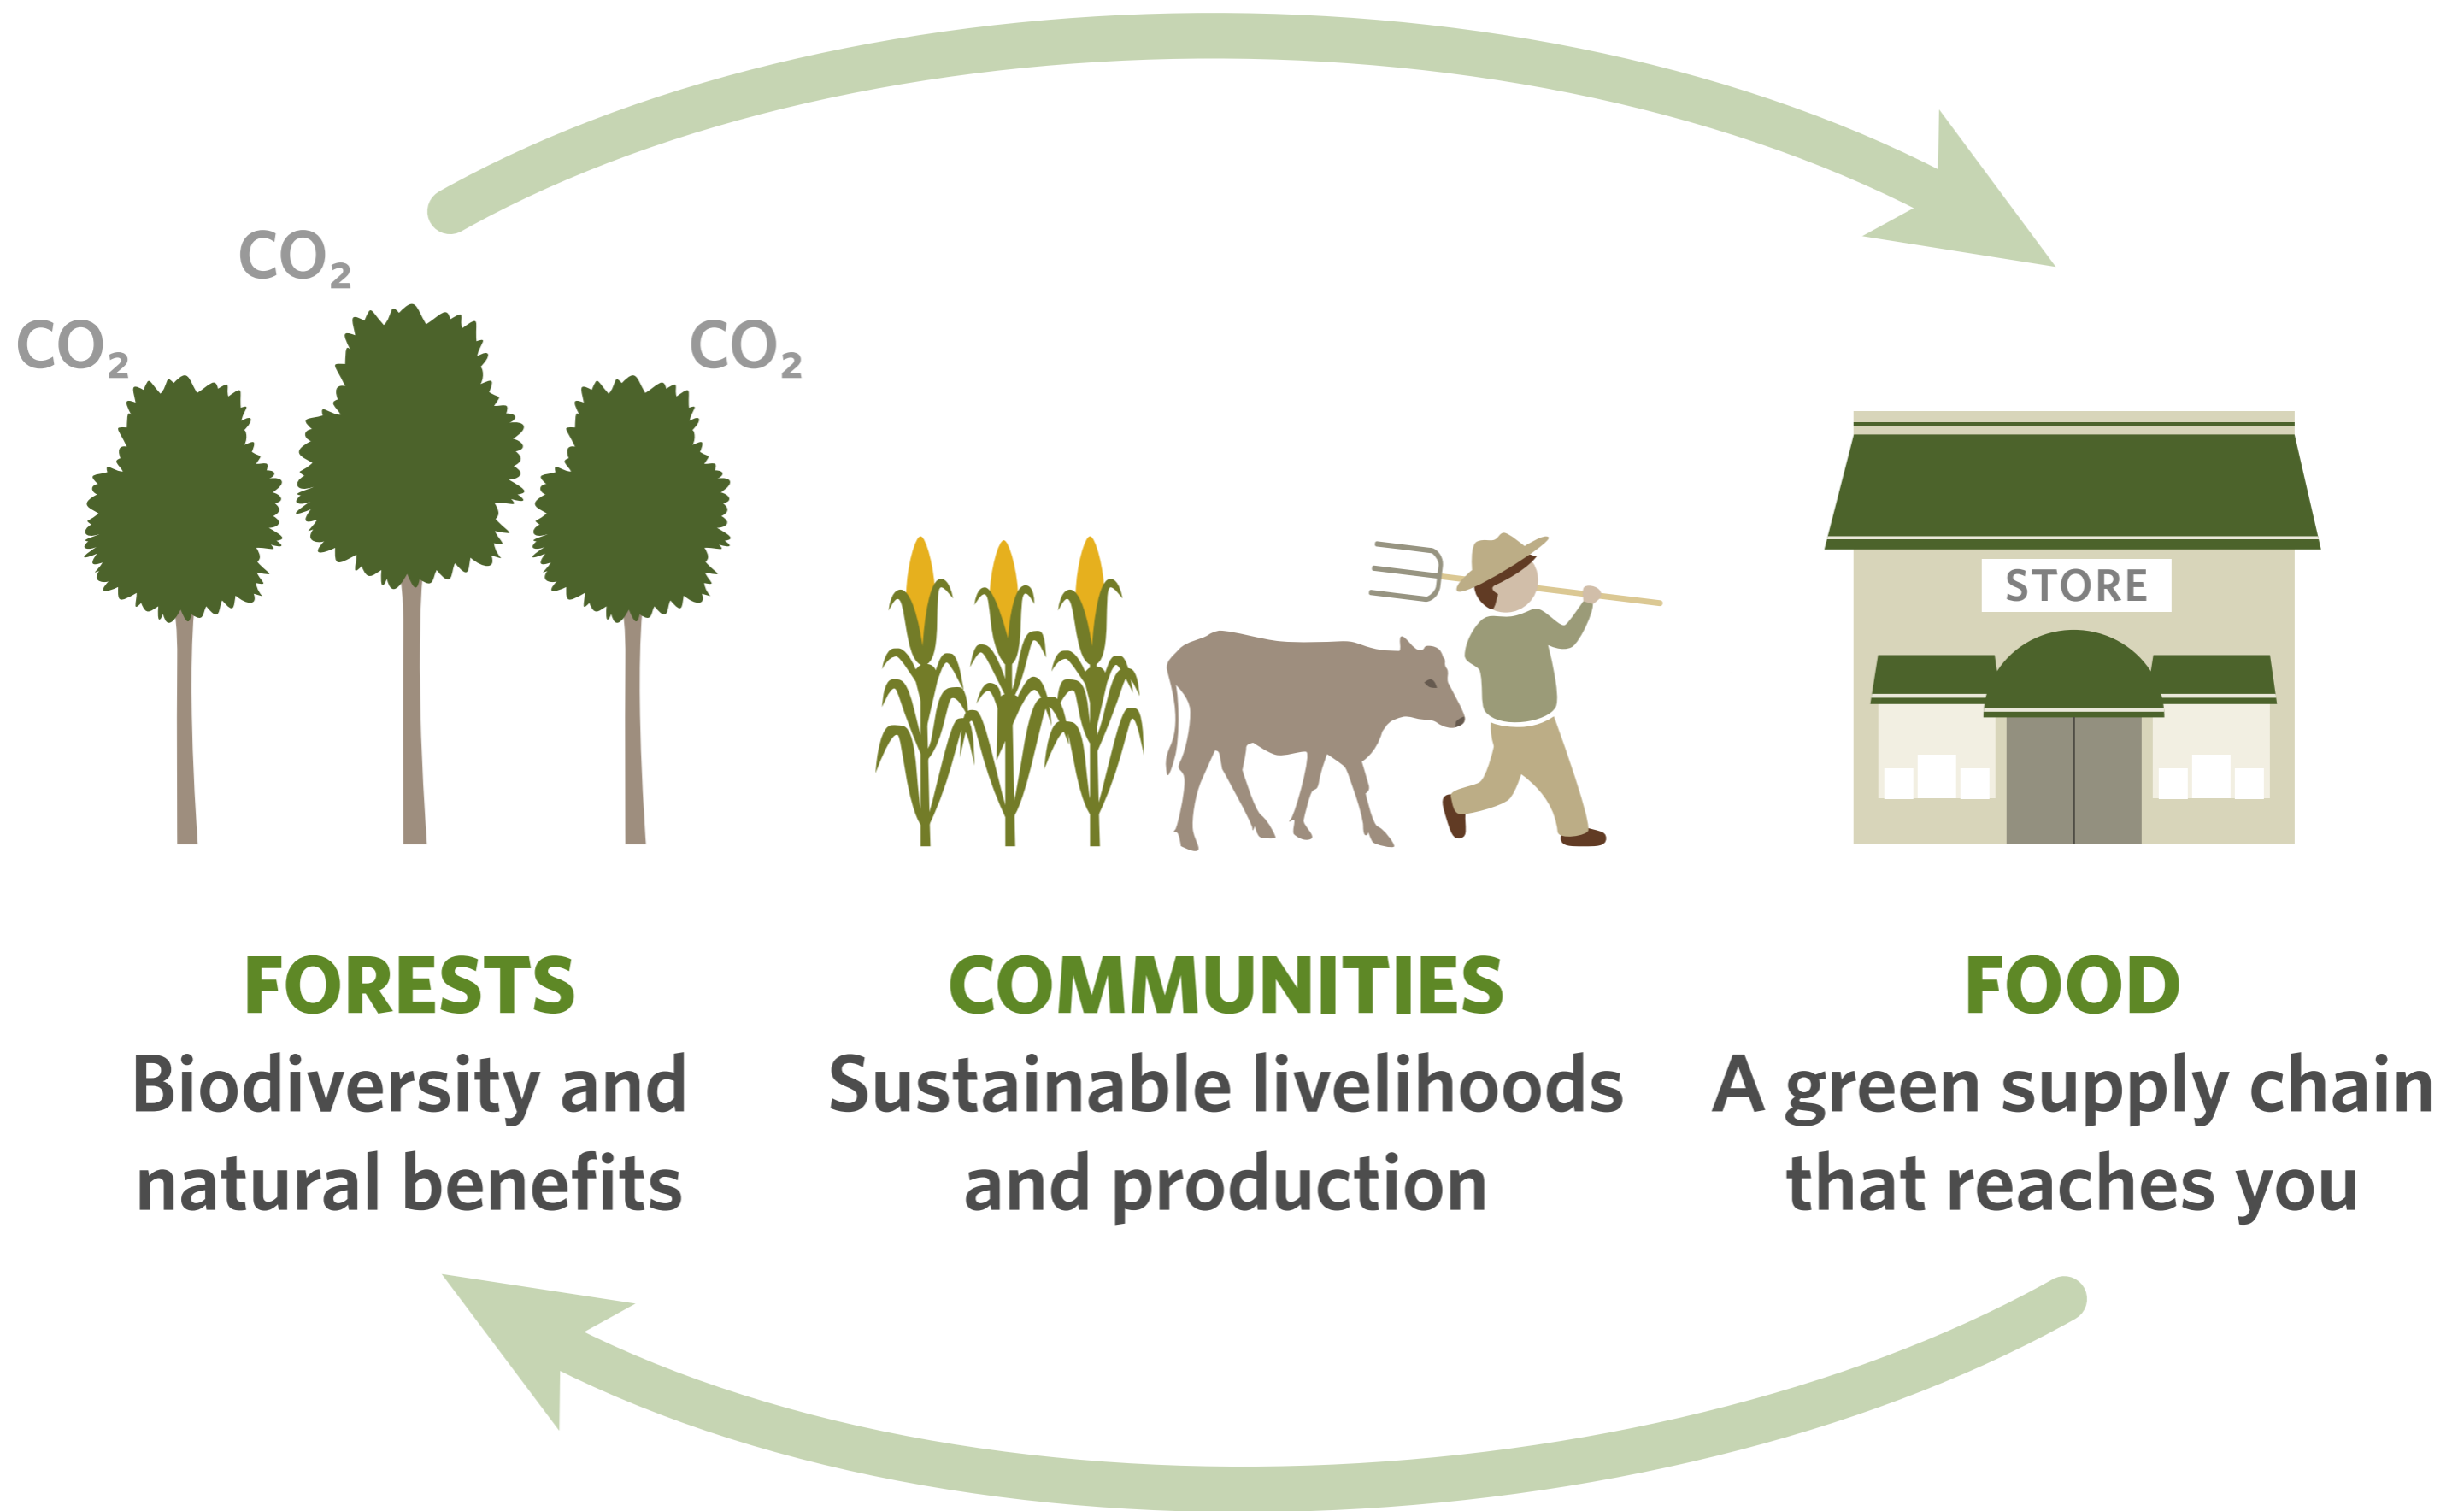 CO₂
CO₂
CO₂
STORE
FORESTS
Biodiversity and
natural benefits
COMMUNITIES
Sustainable livelihoods
and production
FOOD
A green supply chain
that reaches you